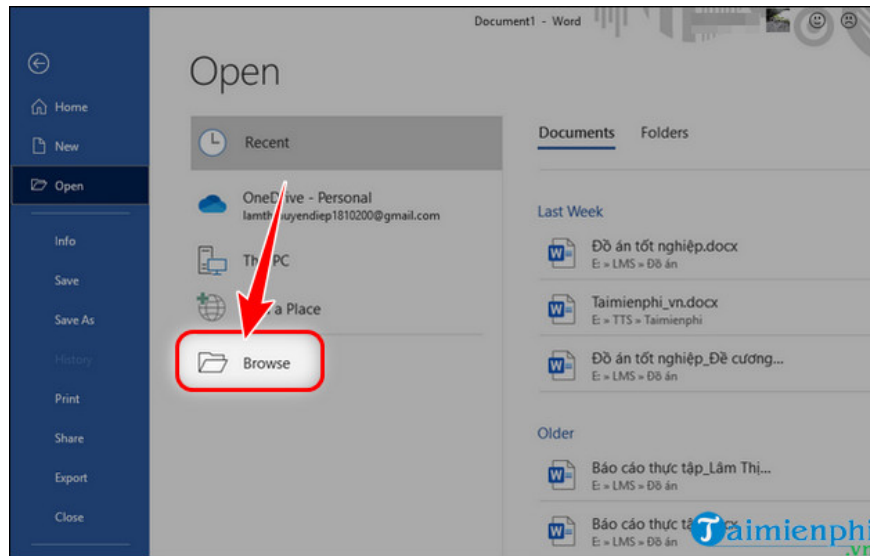 Document1 - Word
Open
Home
New
Open
Info
Save
Save As
History
Print
Share
Export
Close
Recent
OneDrive - Personal
This PC
a Place
Browse
Documents Folders
Last Week
Đồ án tốt nghiệp.docx
E: » LMS » Đồ án
Taimienphi_vn.docx
E: » TTS » Taimienphi
Đồ án tốt nghiệp_Đề cương...
E: » LMS » Đồ án
Older
Báo cáo thực tập_Lâm Thị...
E: » LMS » Đồ án
Báo cáo thực
E: » LMS » Đồ án
Taimienphi
.vn